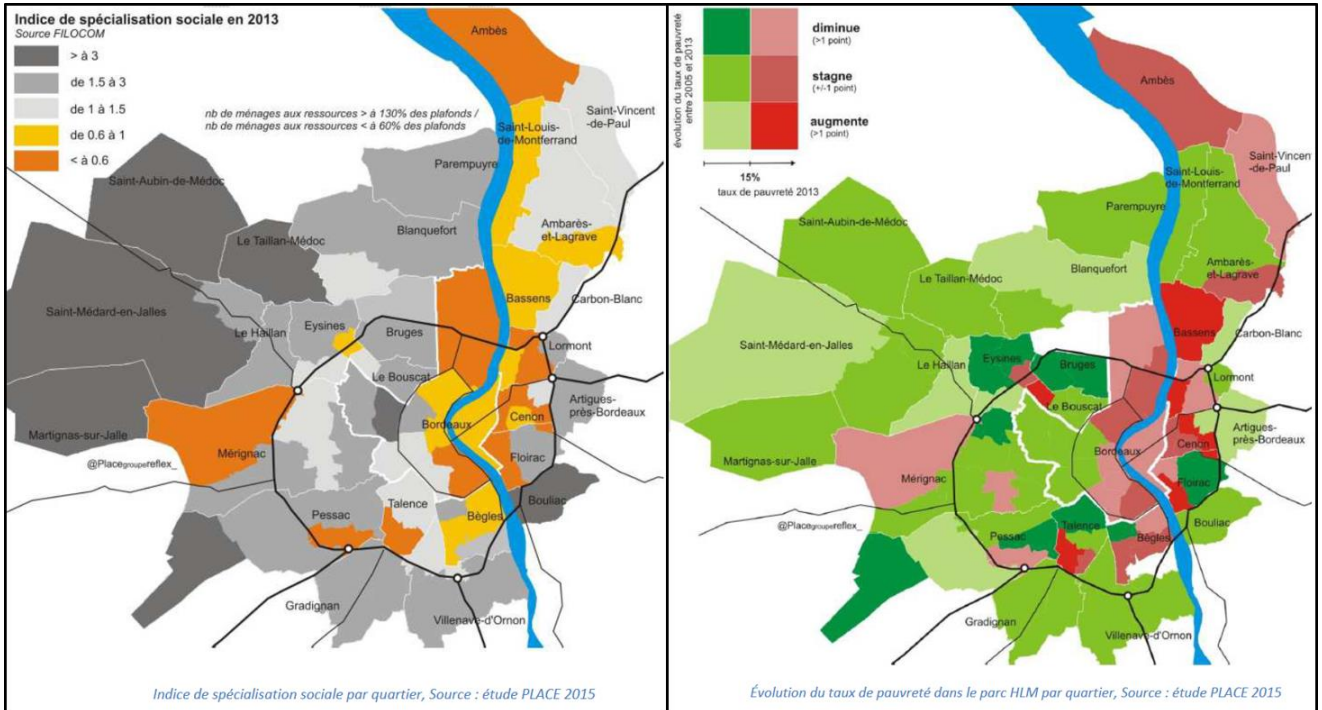 Indice de spécialisation sociale en 2013
Source FILOCOM
> à 3
de 1.5 à 3
de 1 à 1.5
de 0.6 à 1
< à 0.6
nb de ménages aux ressources > à 130% des plafonds /
nb de ménages aux ressources < à 60% des plafonds
Ambès
Saint-Vincent
-de-Paul
Saint-Louis-
de-Montferrand
Parempuyre
Saint-Aubin-de-Médoc
Ambarès-
et-Lagrave
Blanquefort
Le Taillan-Médoc
Bassens
Carbon-Blanc
Saint-Médard-en-Jalles
Le Haillan
Eysines
Bruges
Lormont
Le Bouscat
Artigues-
près-Bordeaux
Cenon
Bordeaux
Martignas-sur-Jalle
Mérignac
Floirac
@Placegroupereflex_
Bouliac
Talence
Pessac
Bègles
Gradignan
Villenave-d'Ornon
Indice de spécialisation sociale par quartier, Source : étude PLACE 2015
évolution du taux de pauvreté
entre 2005 et 2013
diminue
(>1 point)
stagne
(+/-1 point)
augmente
(>1 point)
15%
taux de pauvreté 2013
Ambès
Saint-Vincent
-de-Paul
Saint-Louis-
de-Montferrand
Parempuyre
Saint-Aubin-de-Médoc
Ambarès-
et-Lagrave
Blanquefort
Le Taillan-Médoc
Bassens
Carbon-Blanc
Saint-Médard-en-Jalles
Le Haillan
Eysines
Bruges
Lormont
Le Bouscat
Artigues-
près-Bordeaux
Cenon
Bordeaux
Martignas-sur-Jalle
Mérignac
Floirac
@Placegroupereflex_
Bouliac
Talence
Pessac
Bègles
Gradignan
Villenave-d'Ornon
Évolution du taux de pauvreté dans le parc HLM par quartier, Source : étude PLACE 2015